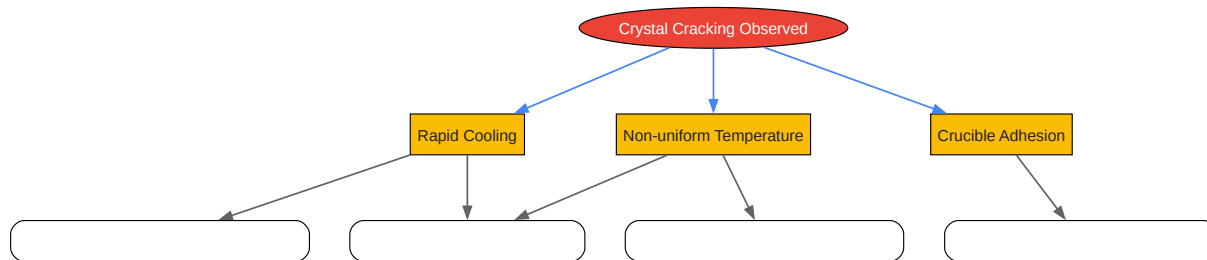 Crystal Cracking Observed
Rapid Cooling
Non-uniform Temperature
Crucible Adhesion